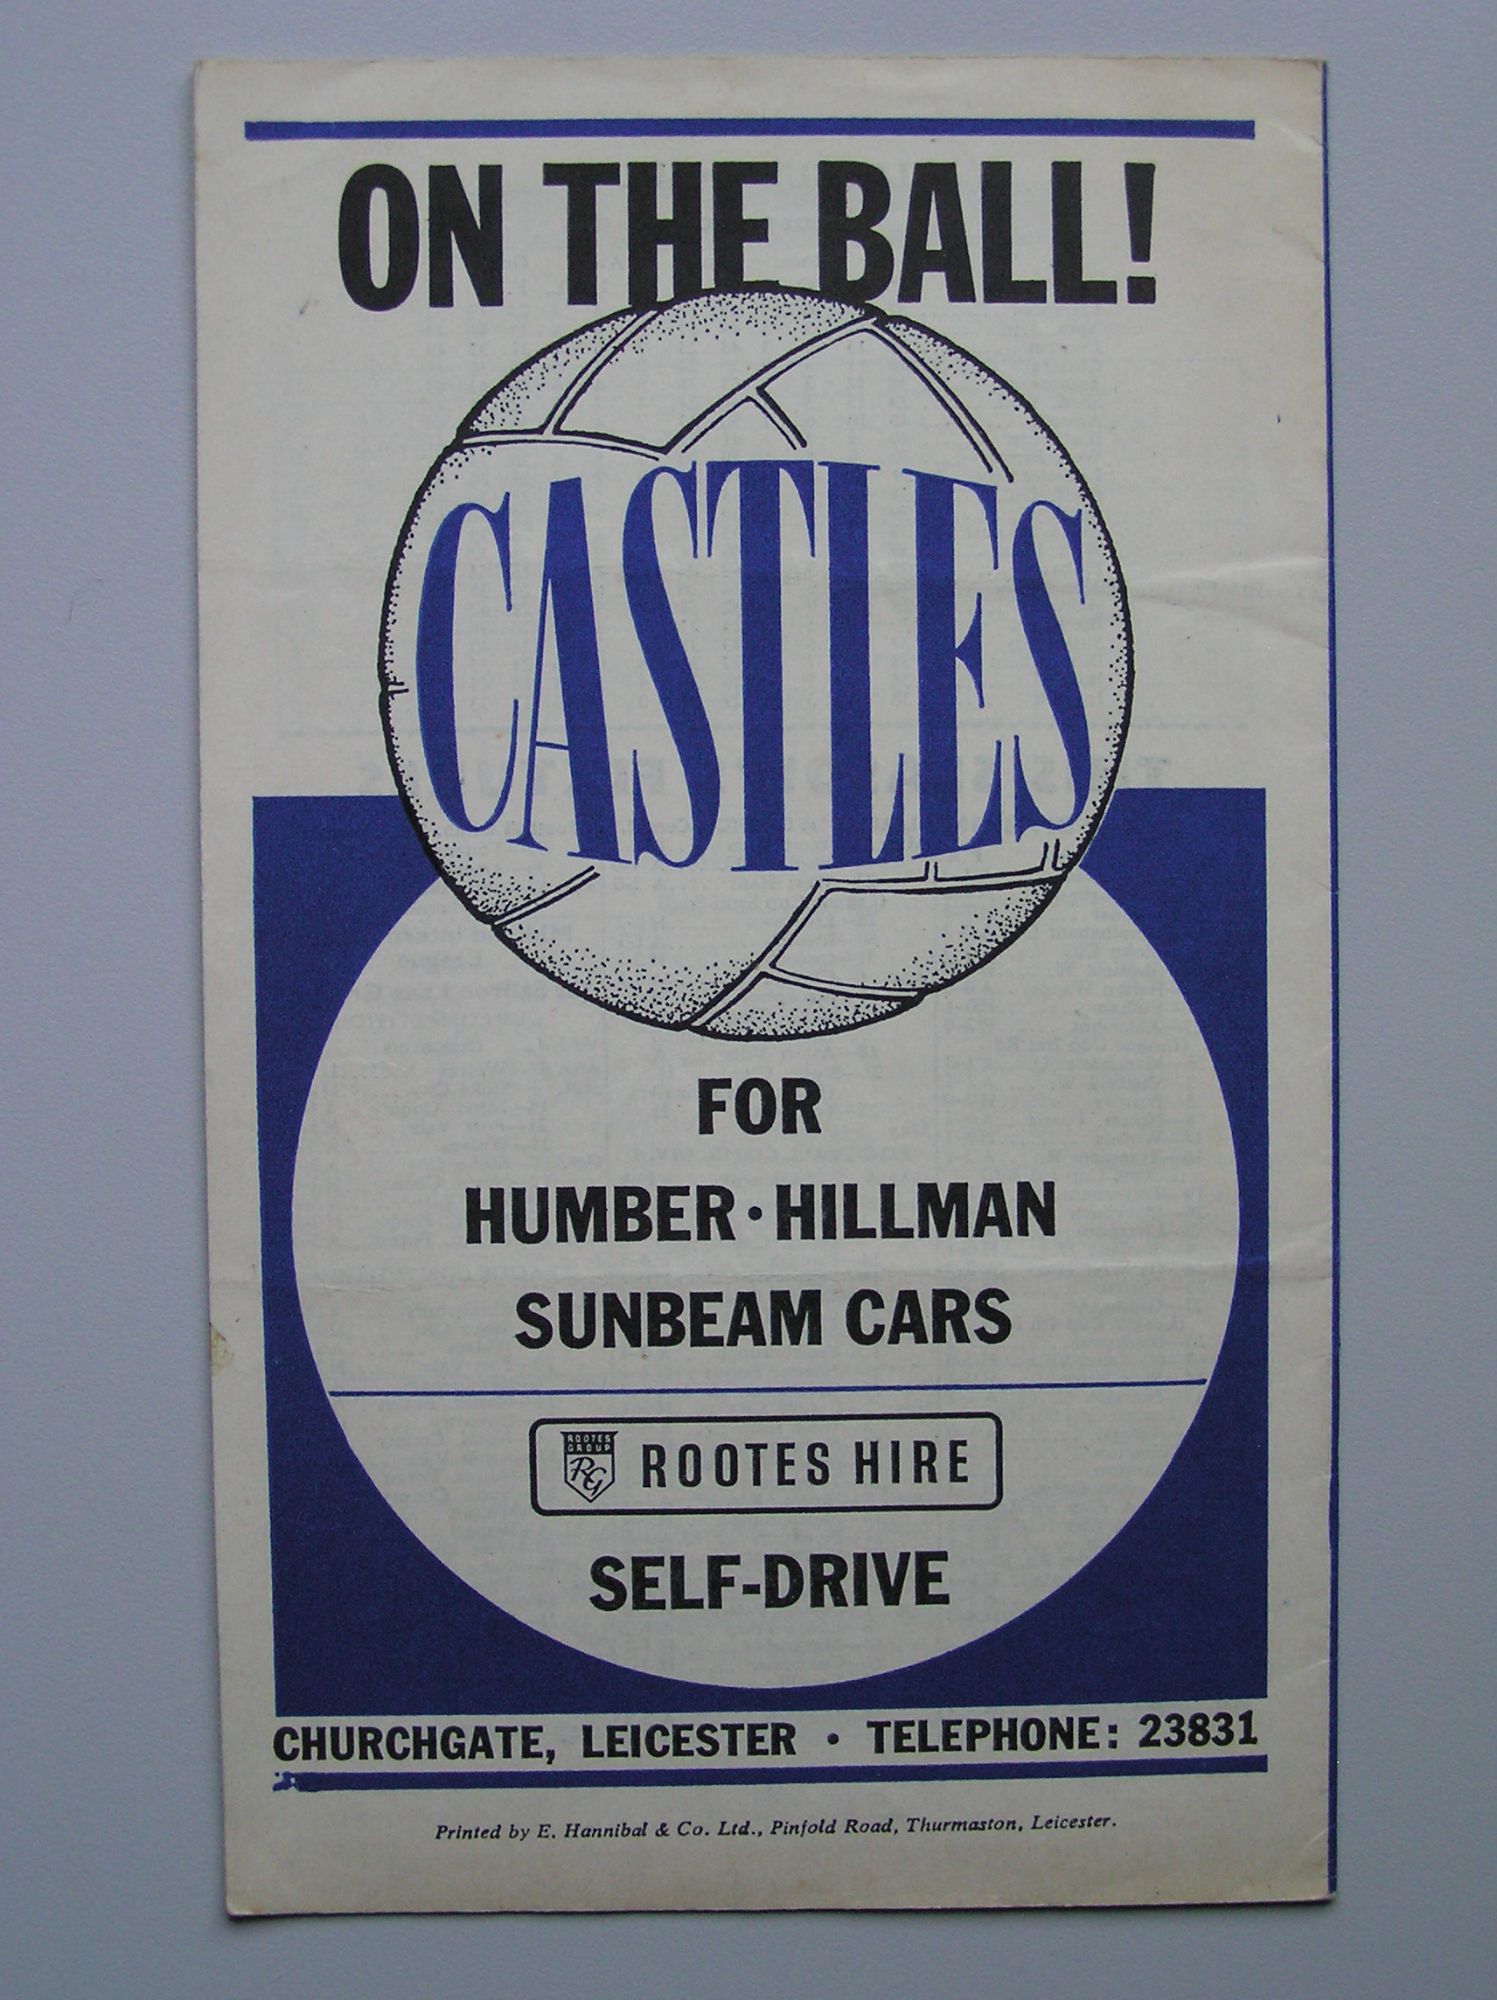 ON THE BALL!
CASTLES
FOR
HUMBER · HILLMAN
SUNBEAM CARS
ROOTES
GROUP
RG
ROOTES HIRE
SELF-DRIVE
CHURCHGATE, LEICESTER · TELEPHONE: 23831
Printed by E. Hannibal & Co. Ltd., Pinfold Road, Thurmaston, Leicester.